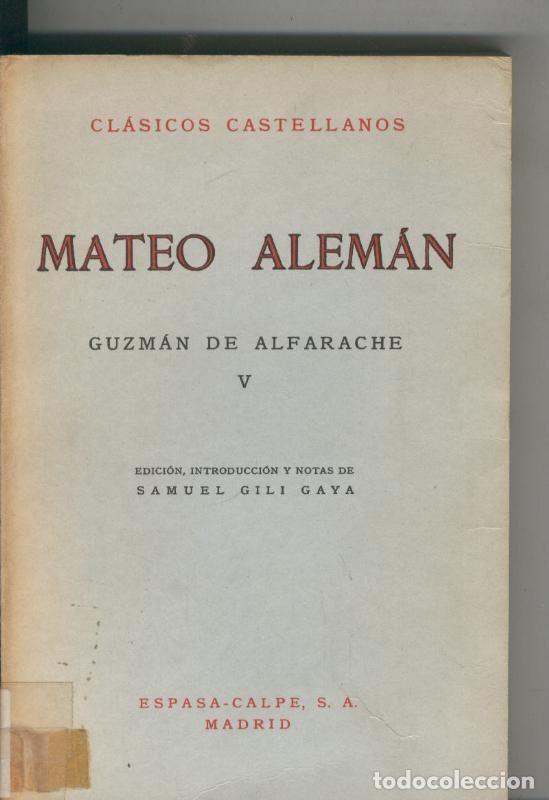 CLÁSICOS CASTELLANOS
MATEO ALEMÁN
GUZMÁN DE ALFARACHE
V
EDICIÓN, INTRODUCCIÓN Y NOTAS DE
SAMUEL GILI GAYA
ESPASA-CALPE, S. A.
MADRID
todocoleccion